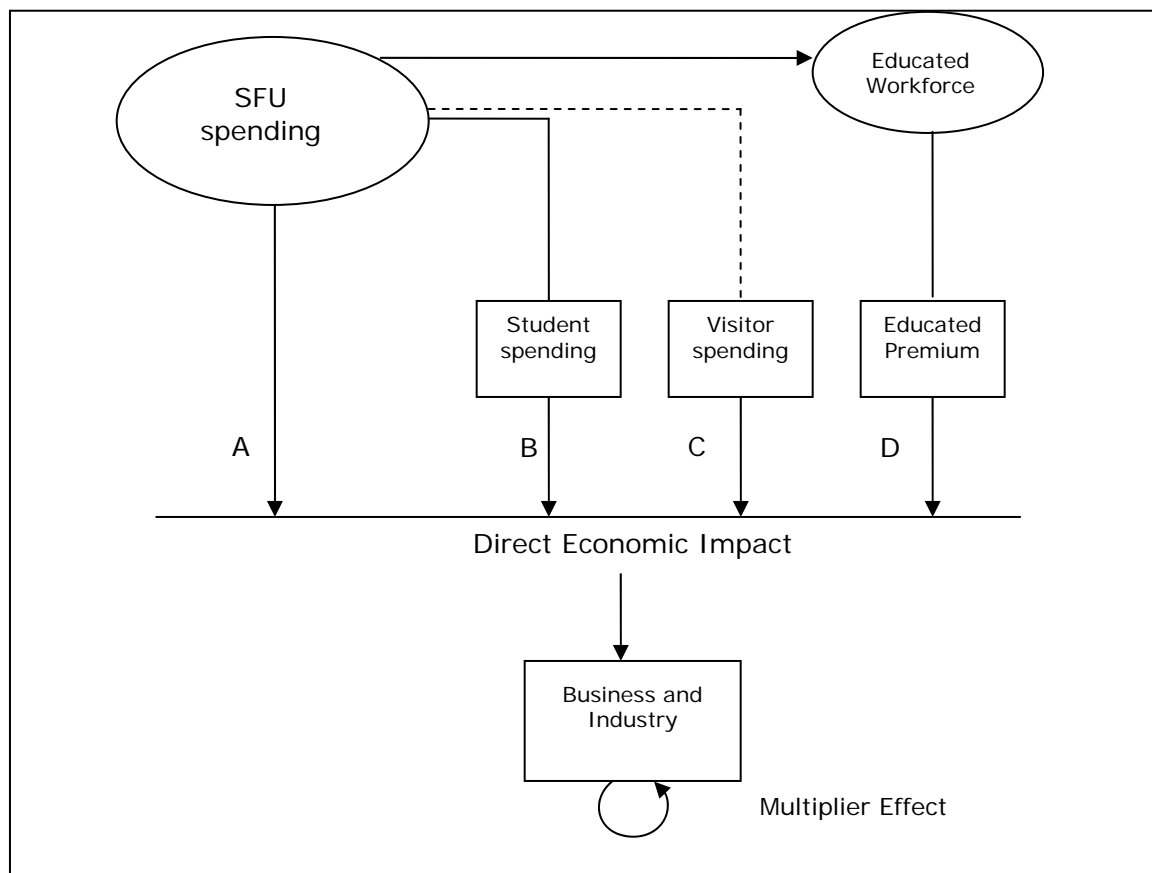 SFU
spending
Educated
Workforce
Student
spending
Visitor
spending
Educated
Premium
A
B
C
D
Direct Economic Impact
Business and
Industry
Multiplier Effect